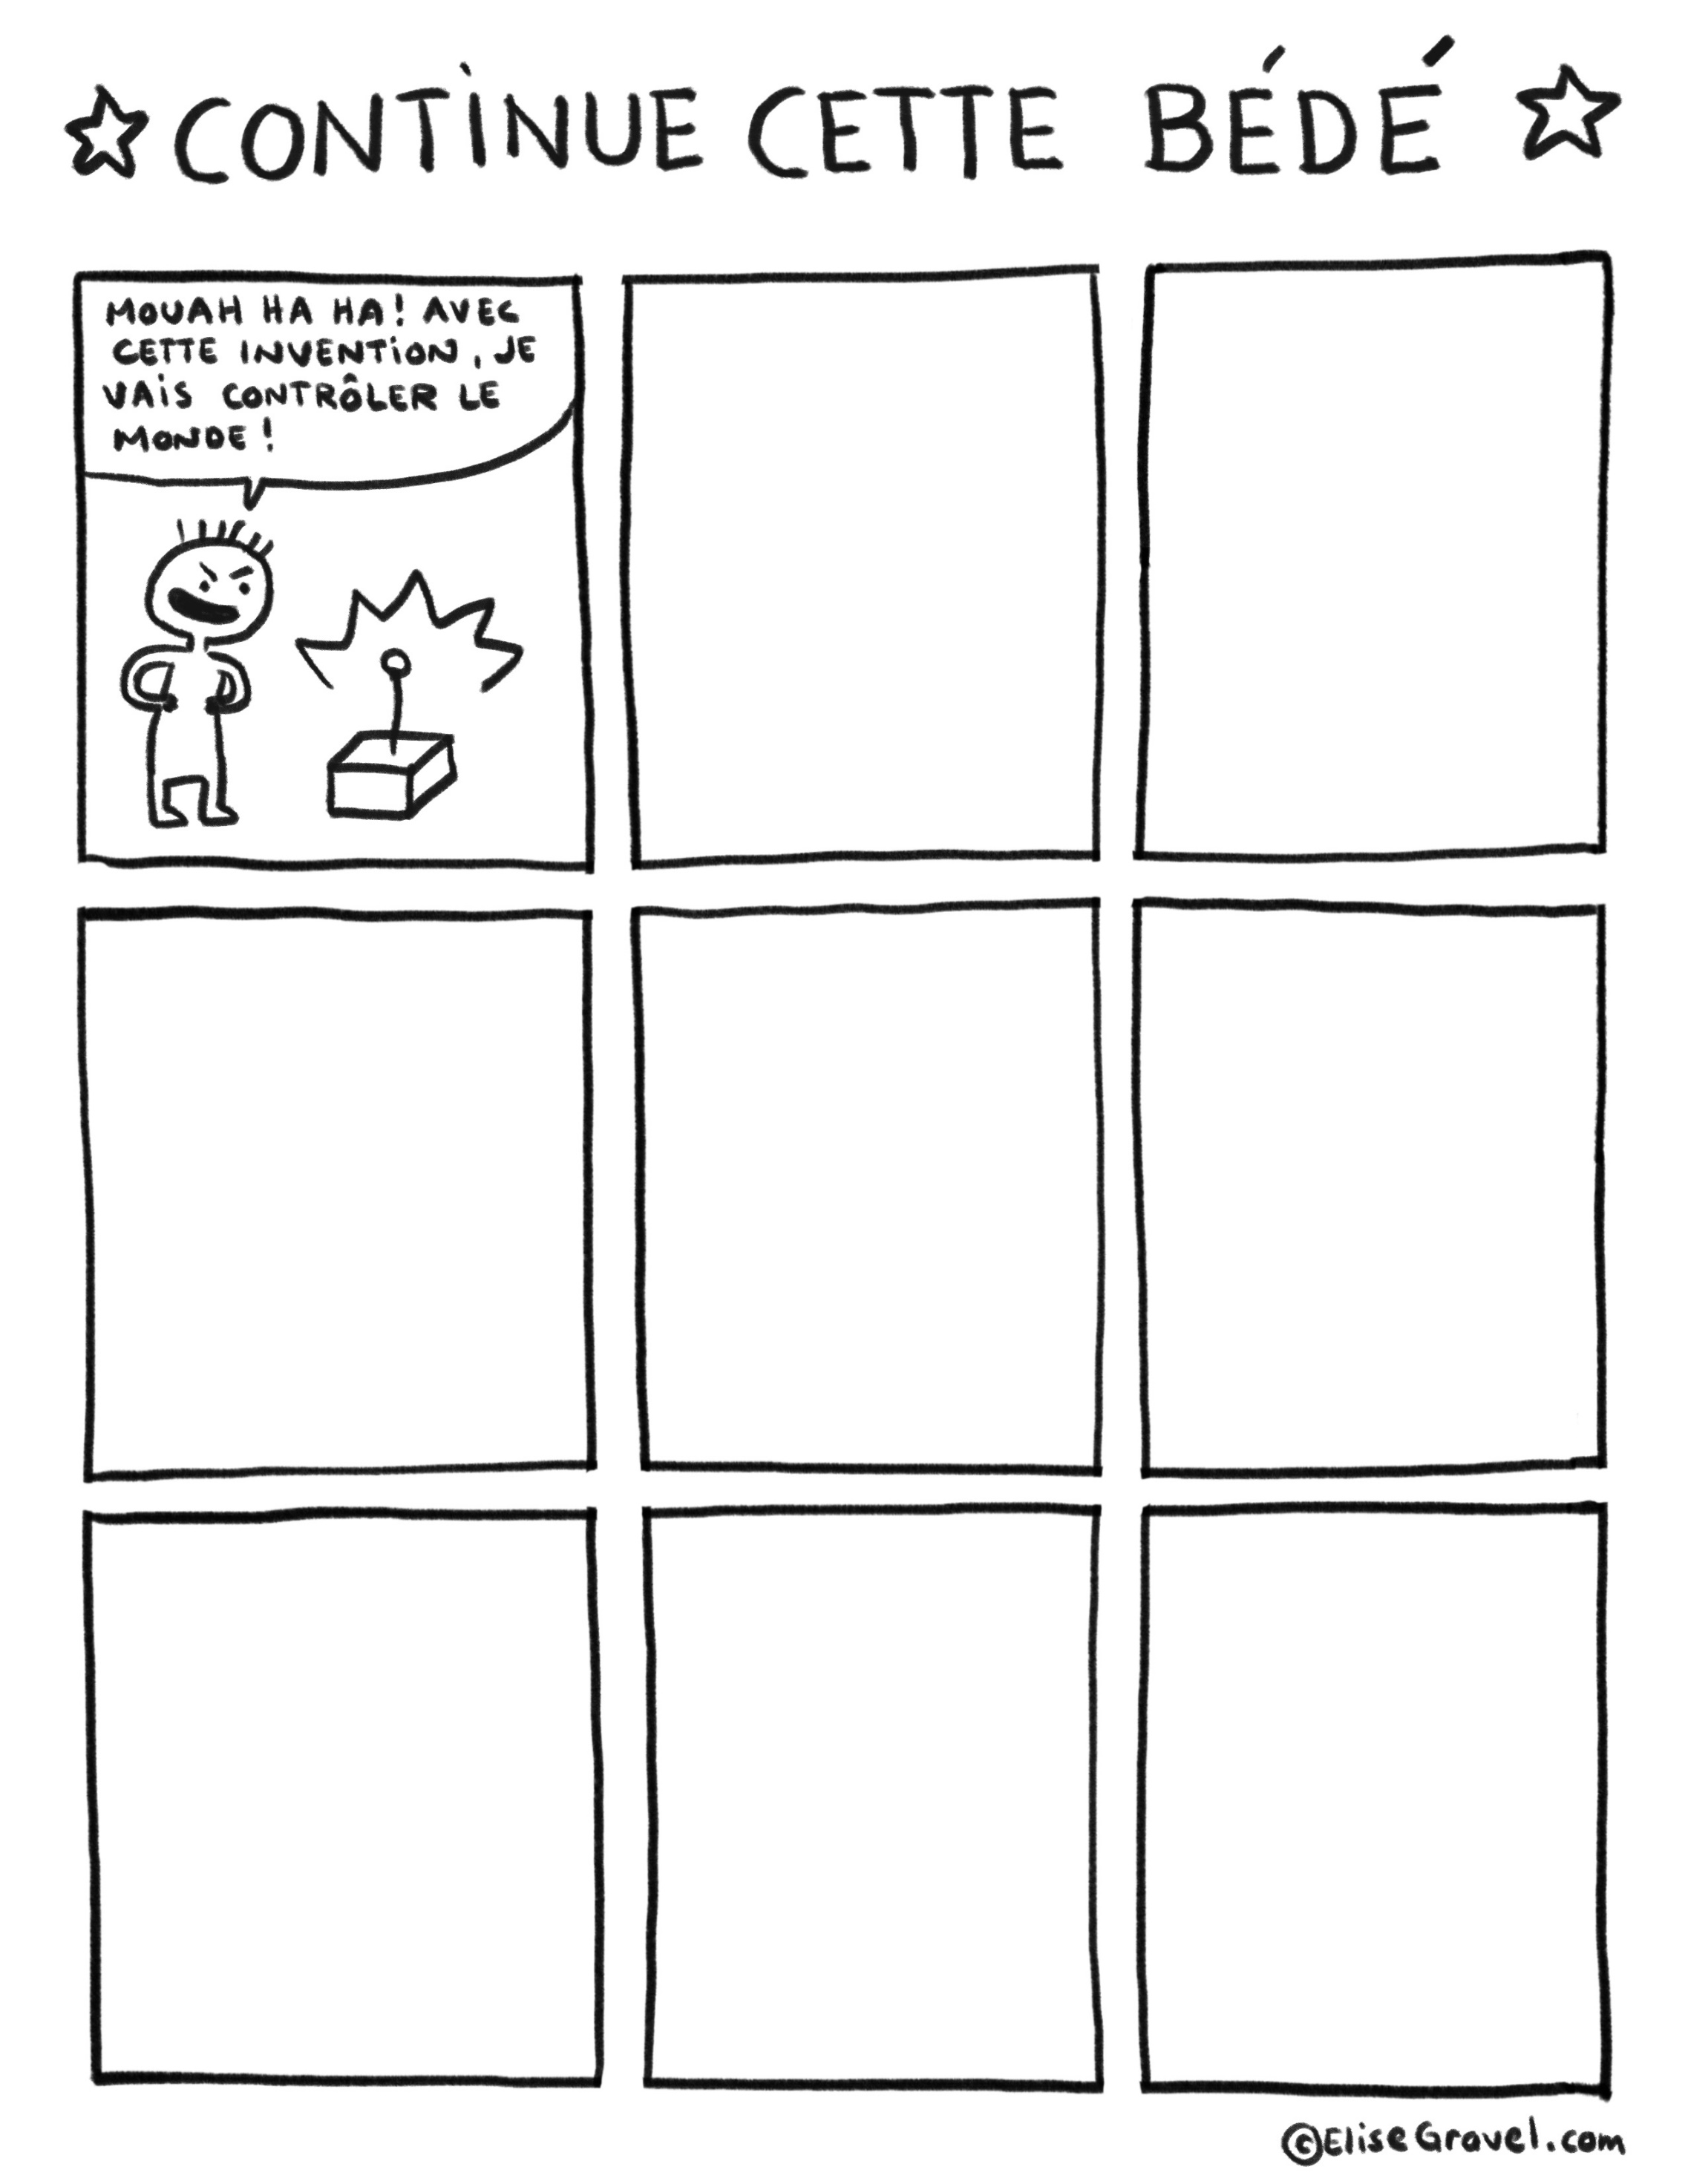 CONTINUE CETTE BÉDÉ
MOUAH HA HA! AVEC
CETTE INVENTION, JE
VAIS CONTRÔLER LE
MONDE!
©EliseGravel.com